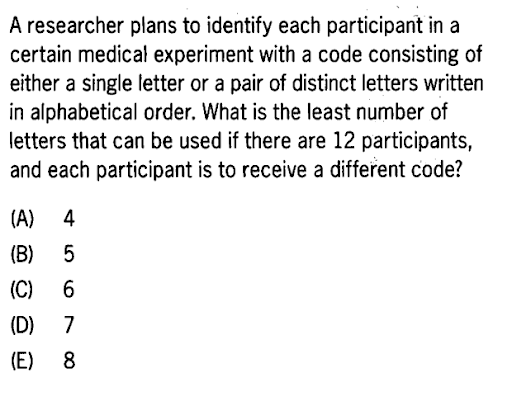 A researcher plans to identify each participant in a
certain medical experiment with a code consisting of
either a single letter or a pair of distinct letters written
in alphabetical order. What is the least number of
letters that can be used if there are 12 participants,
and each participant is to receive a different code?
(A) 4
(B) 5
(C) 6
(D) 7
(E) 8